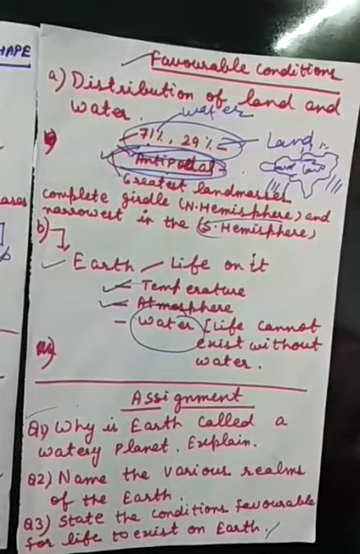 HAPE
Favourable Conditions
a) Distribution of land and
water.
water
71%, 29%
Land
Antipodal
Greatest landmasses
complete girdle (N.Hemisphere) and
narrowest in the (S.Hemisphere)
b)
Earth Life on it
Temperature
Atmosphere
- Water [Life cannot
exist without
water.
Assignment
Q1) Why is Earth called a
watery planet. Explain.
Q2) Name the various realms
of the Earth.
Q3) State the conditions favourable
for life to exist on Earth.